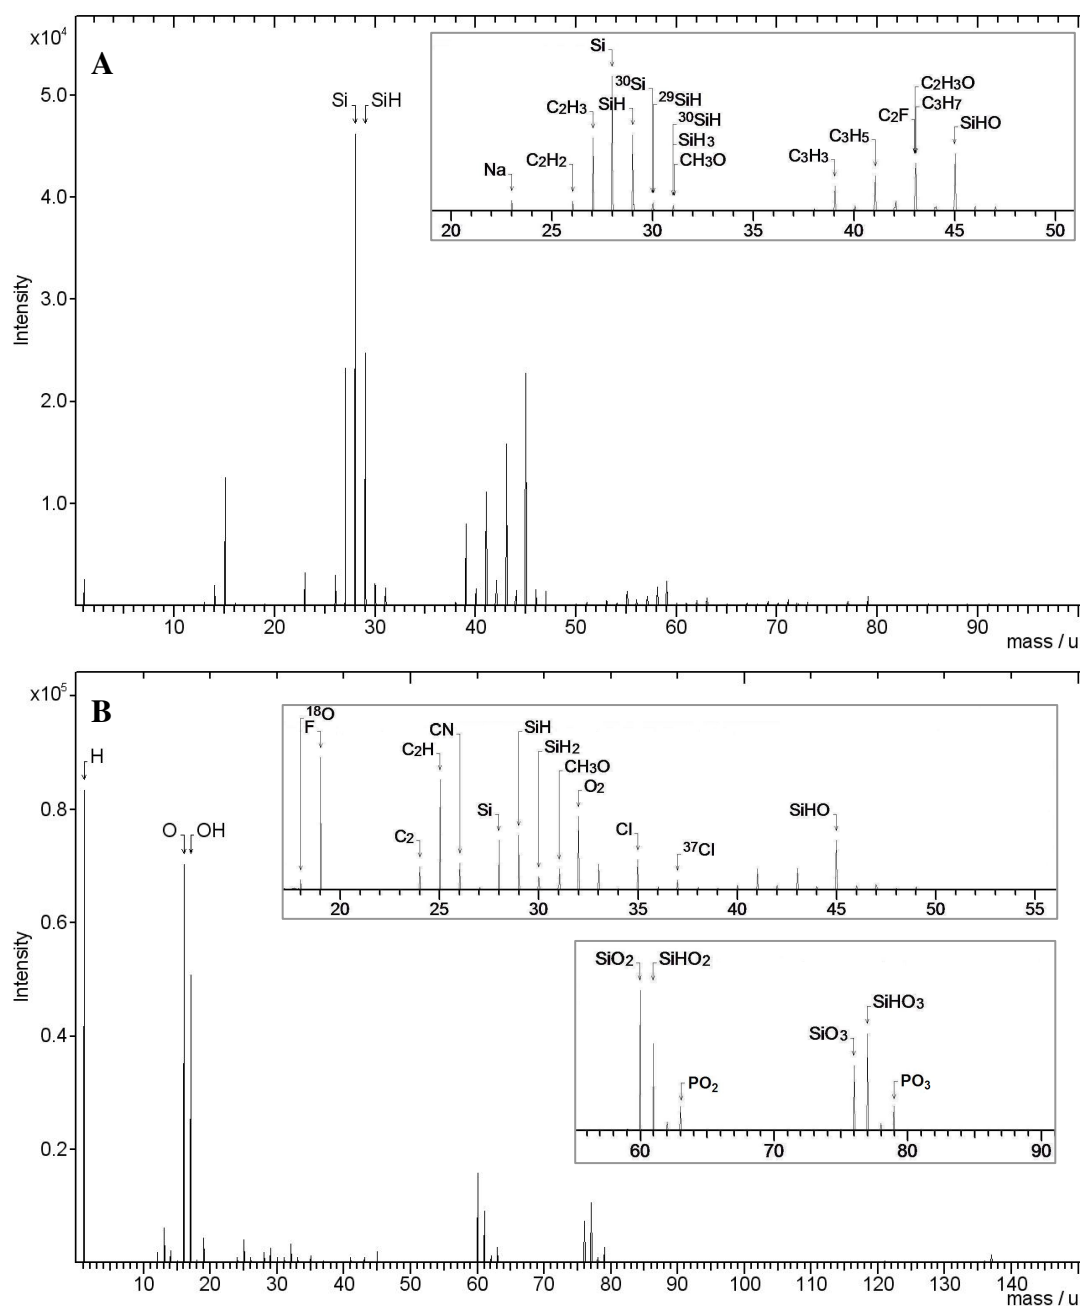 x10⁴
A
5.0
4.0
3.0
2.0
1.0
Intensity
Si SiH
Si
³⁰Si
²⁹SiH
C₂H₃ SiH
³⁰SiH
SiH₃
CH₃O
C₂H₂
Na
C₂H₃O
C₃H₇
C₂F
SiHO
C₃H₅
C₃H₃
20 25 30 35 40 45 50
10 20 30 40 50 60 70 80 90
mass / u
x10⁵
B
0.8
0.6
0.4
0.2
Intensity
H
O OH
¹⁸O
F
CN
SiH
C₂H
SiH₂
CH₃O
O₂
Si
SiHO
Cl
C₂
³⁷Cl
20 25 30 35 40 45 50 55
SiO₂ SiHO₂
SiHO₃
SiO₃
PO₂
PO₃
60 70 80 90
10 20 30 40 50 60 70 80 90 100 110 120 130 140
mass / u